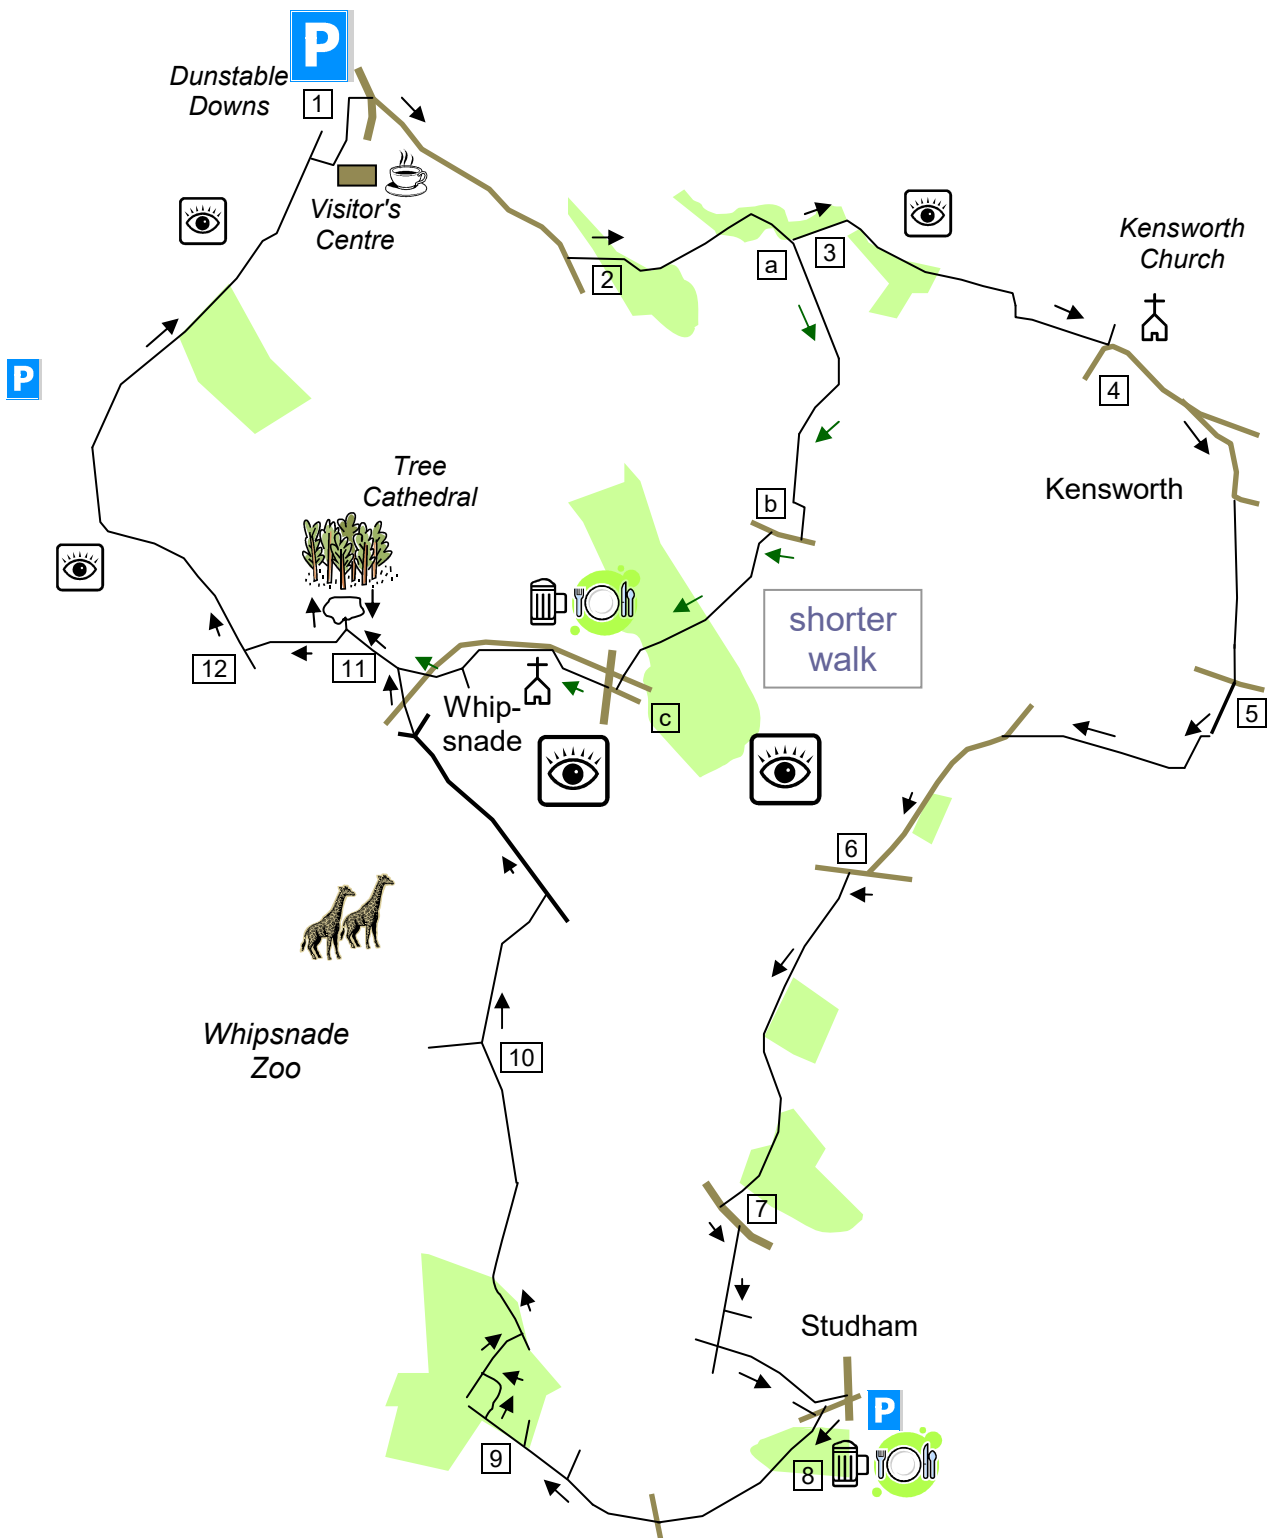 P
Dunstable
Downs
1
Visitor's
Centre
2
a
3
Kensworth
Church
4
P
Tree
Cathedral
b
Kensworth
shorter
walk
12
11
Whip-
snade
c
5
6
Whipsnade
Zoo
10
7
Studham
P
9
8